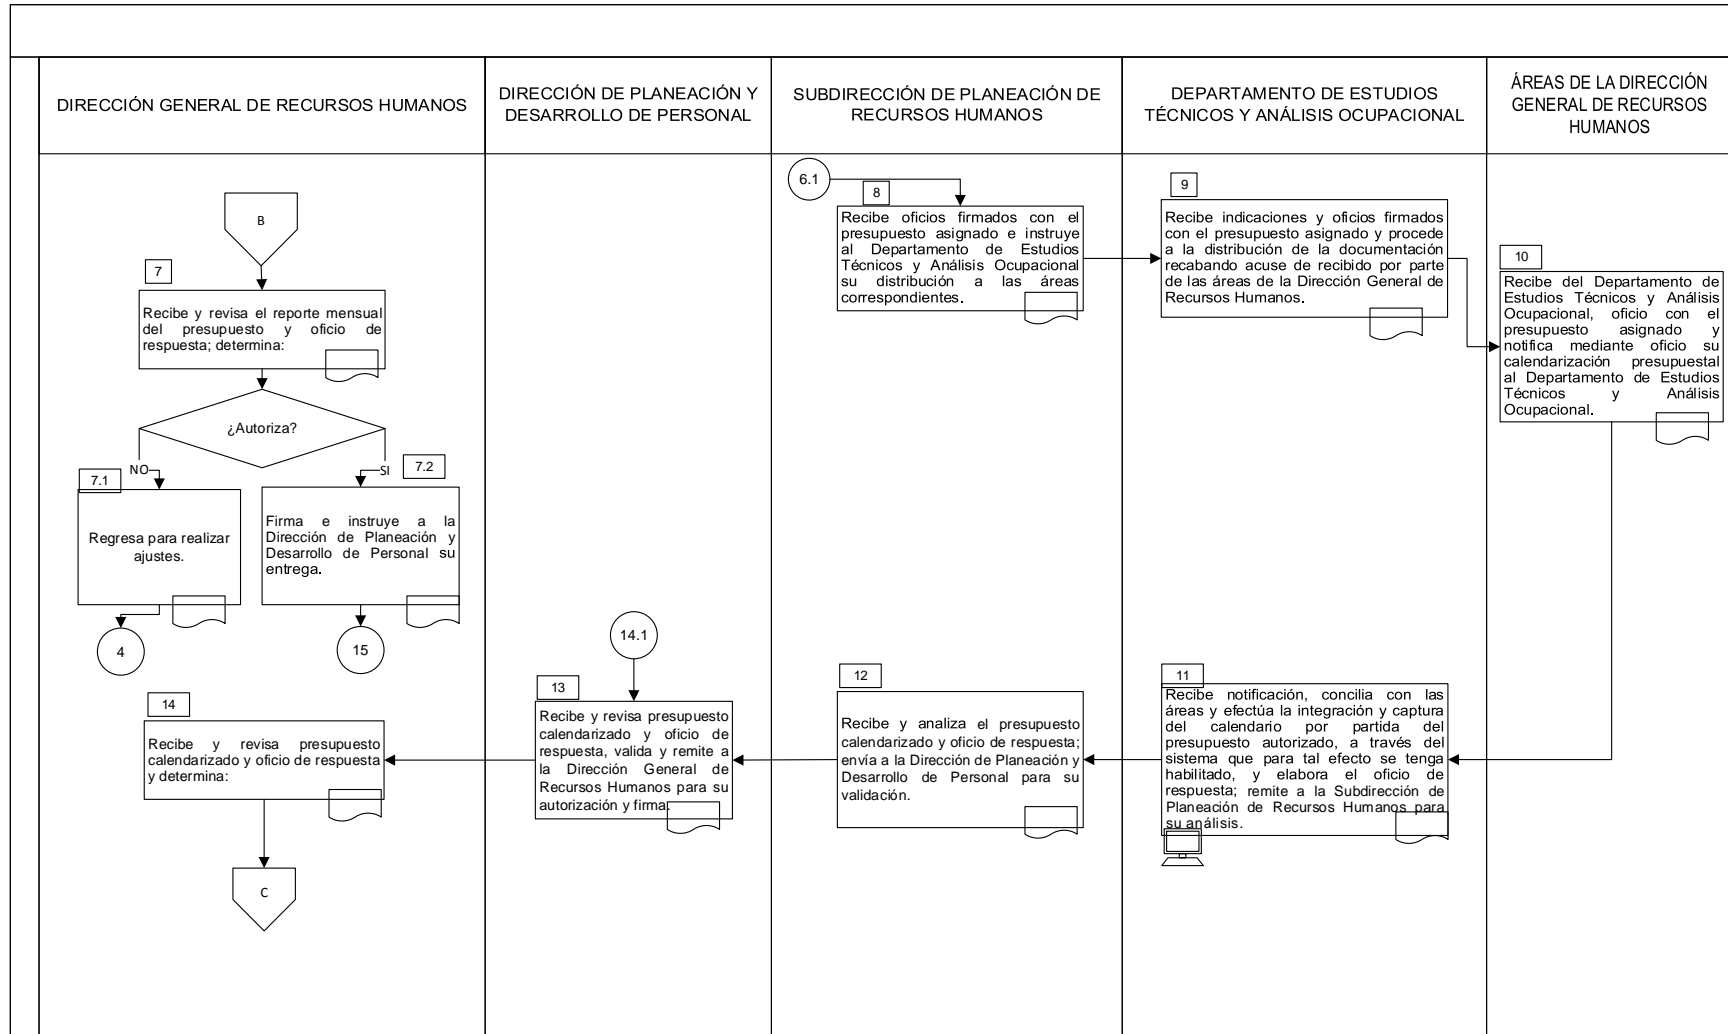 DIRECCIÓN GENERAL DE RECURSOS HUMANOS
DIRECCIÓN DE PLANEACIÓN Y
DESARROLLO DE PERSONAL
SUBDIRECCIÓN DE PLANEACIÓN DE
RECURSOS HUMANOS
DEPARTAMENTO DE ESTUDIOS
TÉCNICOS Y ANÁLISIS OCUPACIONAL
ÁREAS DE LA DIRECCIÓN
GENERAL DE RECURSOS
HUMANOS
B
7
Recibe y revisa el reporte mensual
del presupuesto y oficio de
respuesta; determina:
¿Autoriza?
NO
SI
7.1
Regresa para realizar
ajustes.
4
7.2
Firma e instruye a la
Dirección de Planeación y
Desarrollo de Personal su
entrega.
15
6.1
8
Recibe oficios firmados con el
presupuesto asignado e instruye
al Departamento de Estudios
Técnicos y Análisis Ocupacional
su distribución a las áreas
correspondientes.
9
Recibe indicaciones y oficios firmados
con el presupuesto asignado y procede
a la distribución de la documentación
recabando acuse de recibido por parte
de las áreas de la Dirección General de
Recursos Humanos.
10
Recibe del Departamento de
Estudios Técnicos y Análisis
Ocupacional, oficio con el
presupuesto asignado y
notifica mediante oficio su
calendarización presupuestal
al Departamento de Estudios
Técnicos y Análisis
Ocupacional.
11
Recibe notificación, concilia con las
áreas y efectúa la integración y captura
del calendario por partida del
presupuesto autorizado, a través del
sistema que para tal efecto se tenga
habilitado, y elabora el oficio de
respuesta; remite a la Subdirección de
Planeación de Recursos Humanos para
su análisis.
12
Recibe y analiza el presupuesto
calendarizado y oficio de respuesta;
envía a la Dirección de Planeación y
Desarrollo de Personal para su
validación.
14.1
13
Recibe y revisa presupuesto
calendarizado y oficio de
respuesta, valida y remite a
la Dirección General de
Recursos Humanos para su
autorización y firma.
14
Recibe y revisa presupuesto
calendarizado y oficio de respuesta
y determina:
C